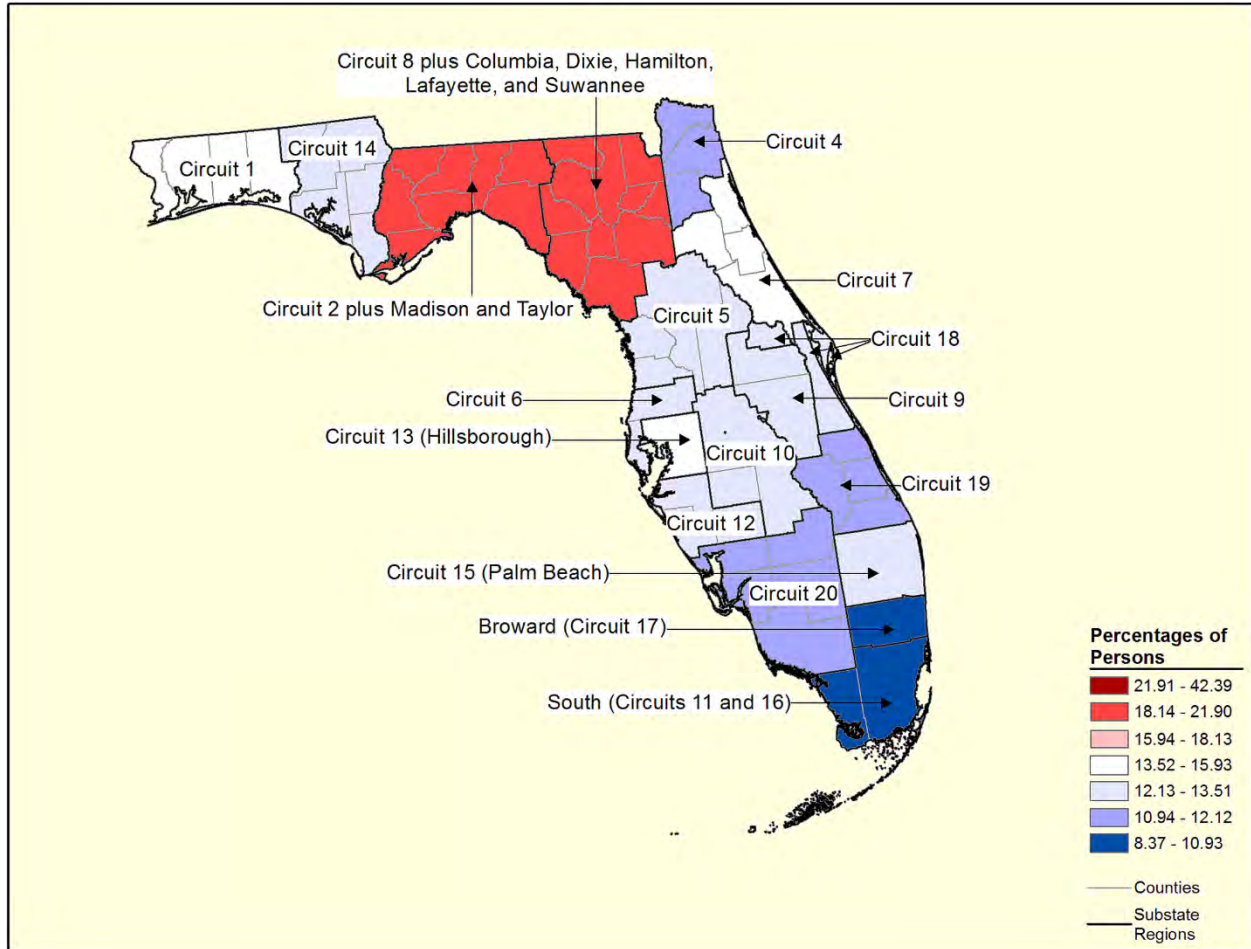 Circuit 8 plus Columbia, Dixie, Hamilton,
Lafayette, and Suwannee
Circuit 4
Circuit 14
Circuit 1
Circuit 7
Circuit 2 plus Madison and Taylor
Circuit 5
Circuit 18
Circuit 6
Circuit 9
Circuit 13 (Hillsborough)
Circuit 10
Circuit 19
Circuit 12
Circuit 15 (Palm Beach)
Circuit 20
Broward (Circuit 17)
South (Circuits 11 and 16)
Percentages of
Persons
21.91 - 42.39
18.14 - 21.90
15.94 - 18.13
13.52 - 15.93
12.13 - 13.51
10.94 - 12.12
8.37 - 10.93
Counties
Substate
Regions